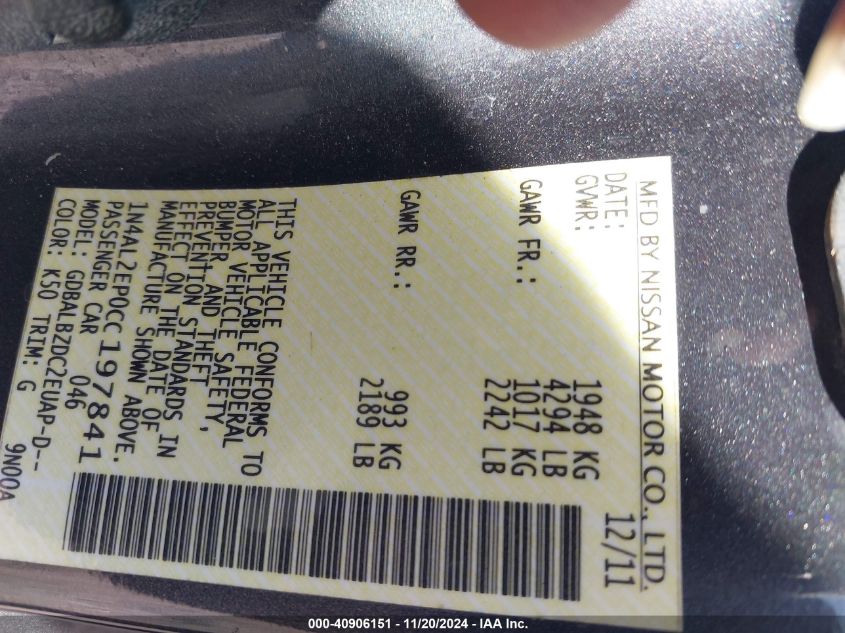 MFD BY NISSAN MOTOR CO., LTD.
DATE: 12/11
GVWR: 1948 KG
4294 LB
GAWR FR.: 1017 KG
2242 LB
GAWR RR.: 993 KG
2189 LB
THIS VEHICLE CONFORMS TO
ALL APPLICABLE FEDERAL
MOTOR VEHICLE SAFETY,
BUMPER, AND THEFT
PREVENTION STANDARDS IN
EFFECT ON THE DATE OF
MANUFACTURE SHOWN ABOVE.
1N4AL2EP0CC197841
PASSENGER CAR 046
MODEL: GDBALBZDC2EUAP-D--
COLOR: K50 TRIM: G
9N00A
000-40906151 — 11/20/2024 - IAA Inc.